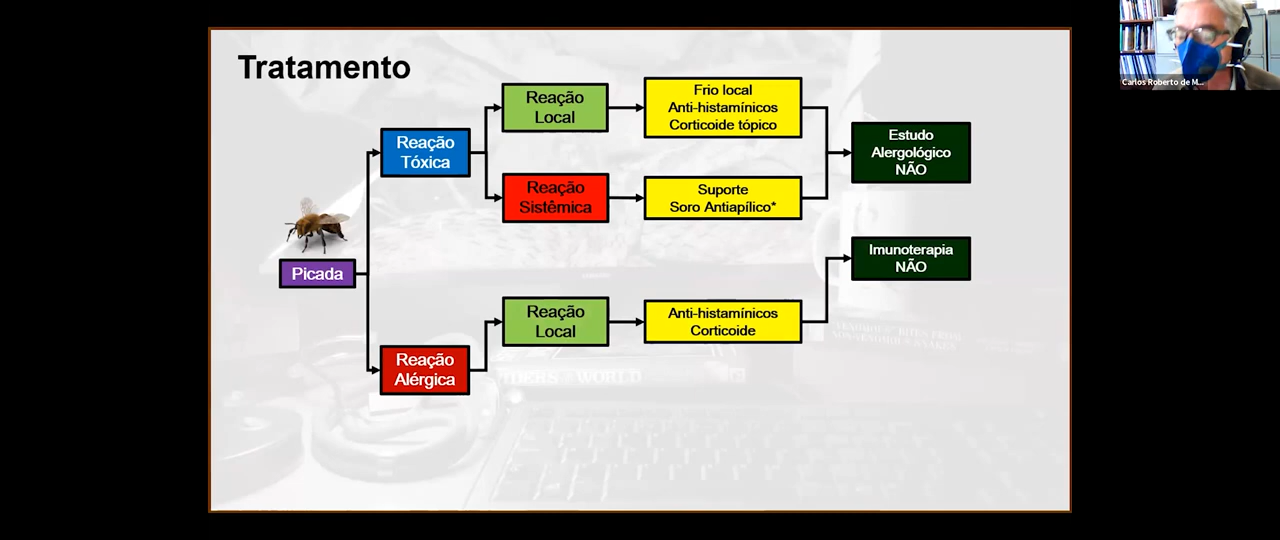 Tratamento
Reação
Local
Frio local
Anti-histamínicos
Corticoide tópico
Reação
Tóxica
Estudo
Alergológico
NÃO
Reação
Sistêmica
Suporte
Soro Antiapílico*
Picada
Imunoterapia
NÃO
Reação
Local
Anti-histamínicos
Corticoide
Reação
Alérgica
WORLD
Carlos Roberto de M...